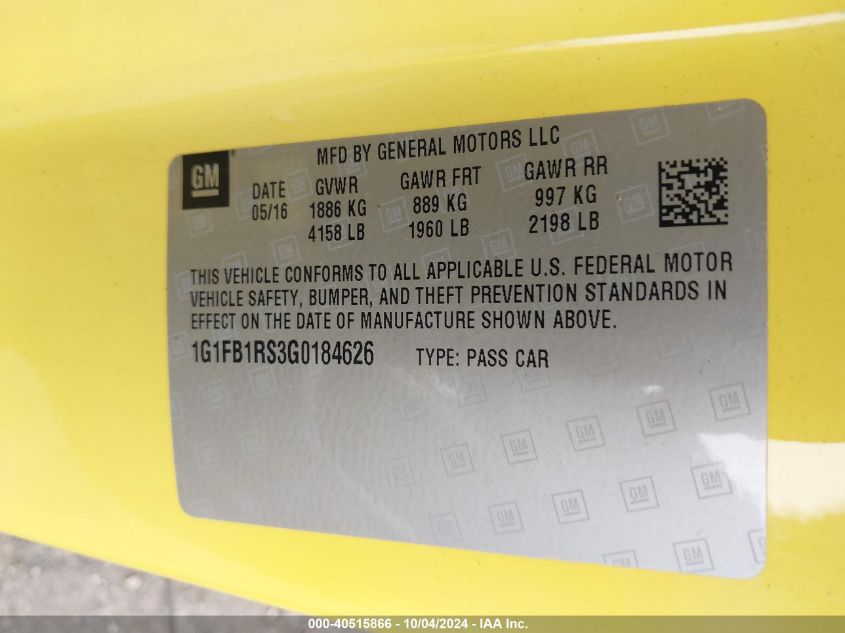 GM
MFD BY GENERAL MOTORS LLC
DATE GVWR GAWR FRT GAWR RR
05/16 1886 KG 889 KG 997 KG
4158 LB 1960 LB 2198 LB
THIS VEHICLE CONFORMS TO ALL APPLICABLE U.S. FEDERAL MOTOR
VEHICLE SAFETY, BUMPER, AND THEFT PREVENTION STANDARDS IN
EFFECT ON THE DATE OF MANUFACTURE SHOWN ABOVE.
1G1FB1RS3G0184626 TYPE: PASS CAR
000-40515866 - 10/04/2024 - IAA Inc.